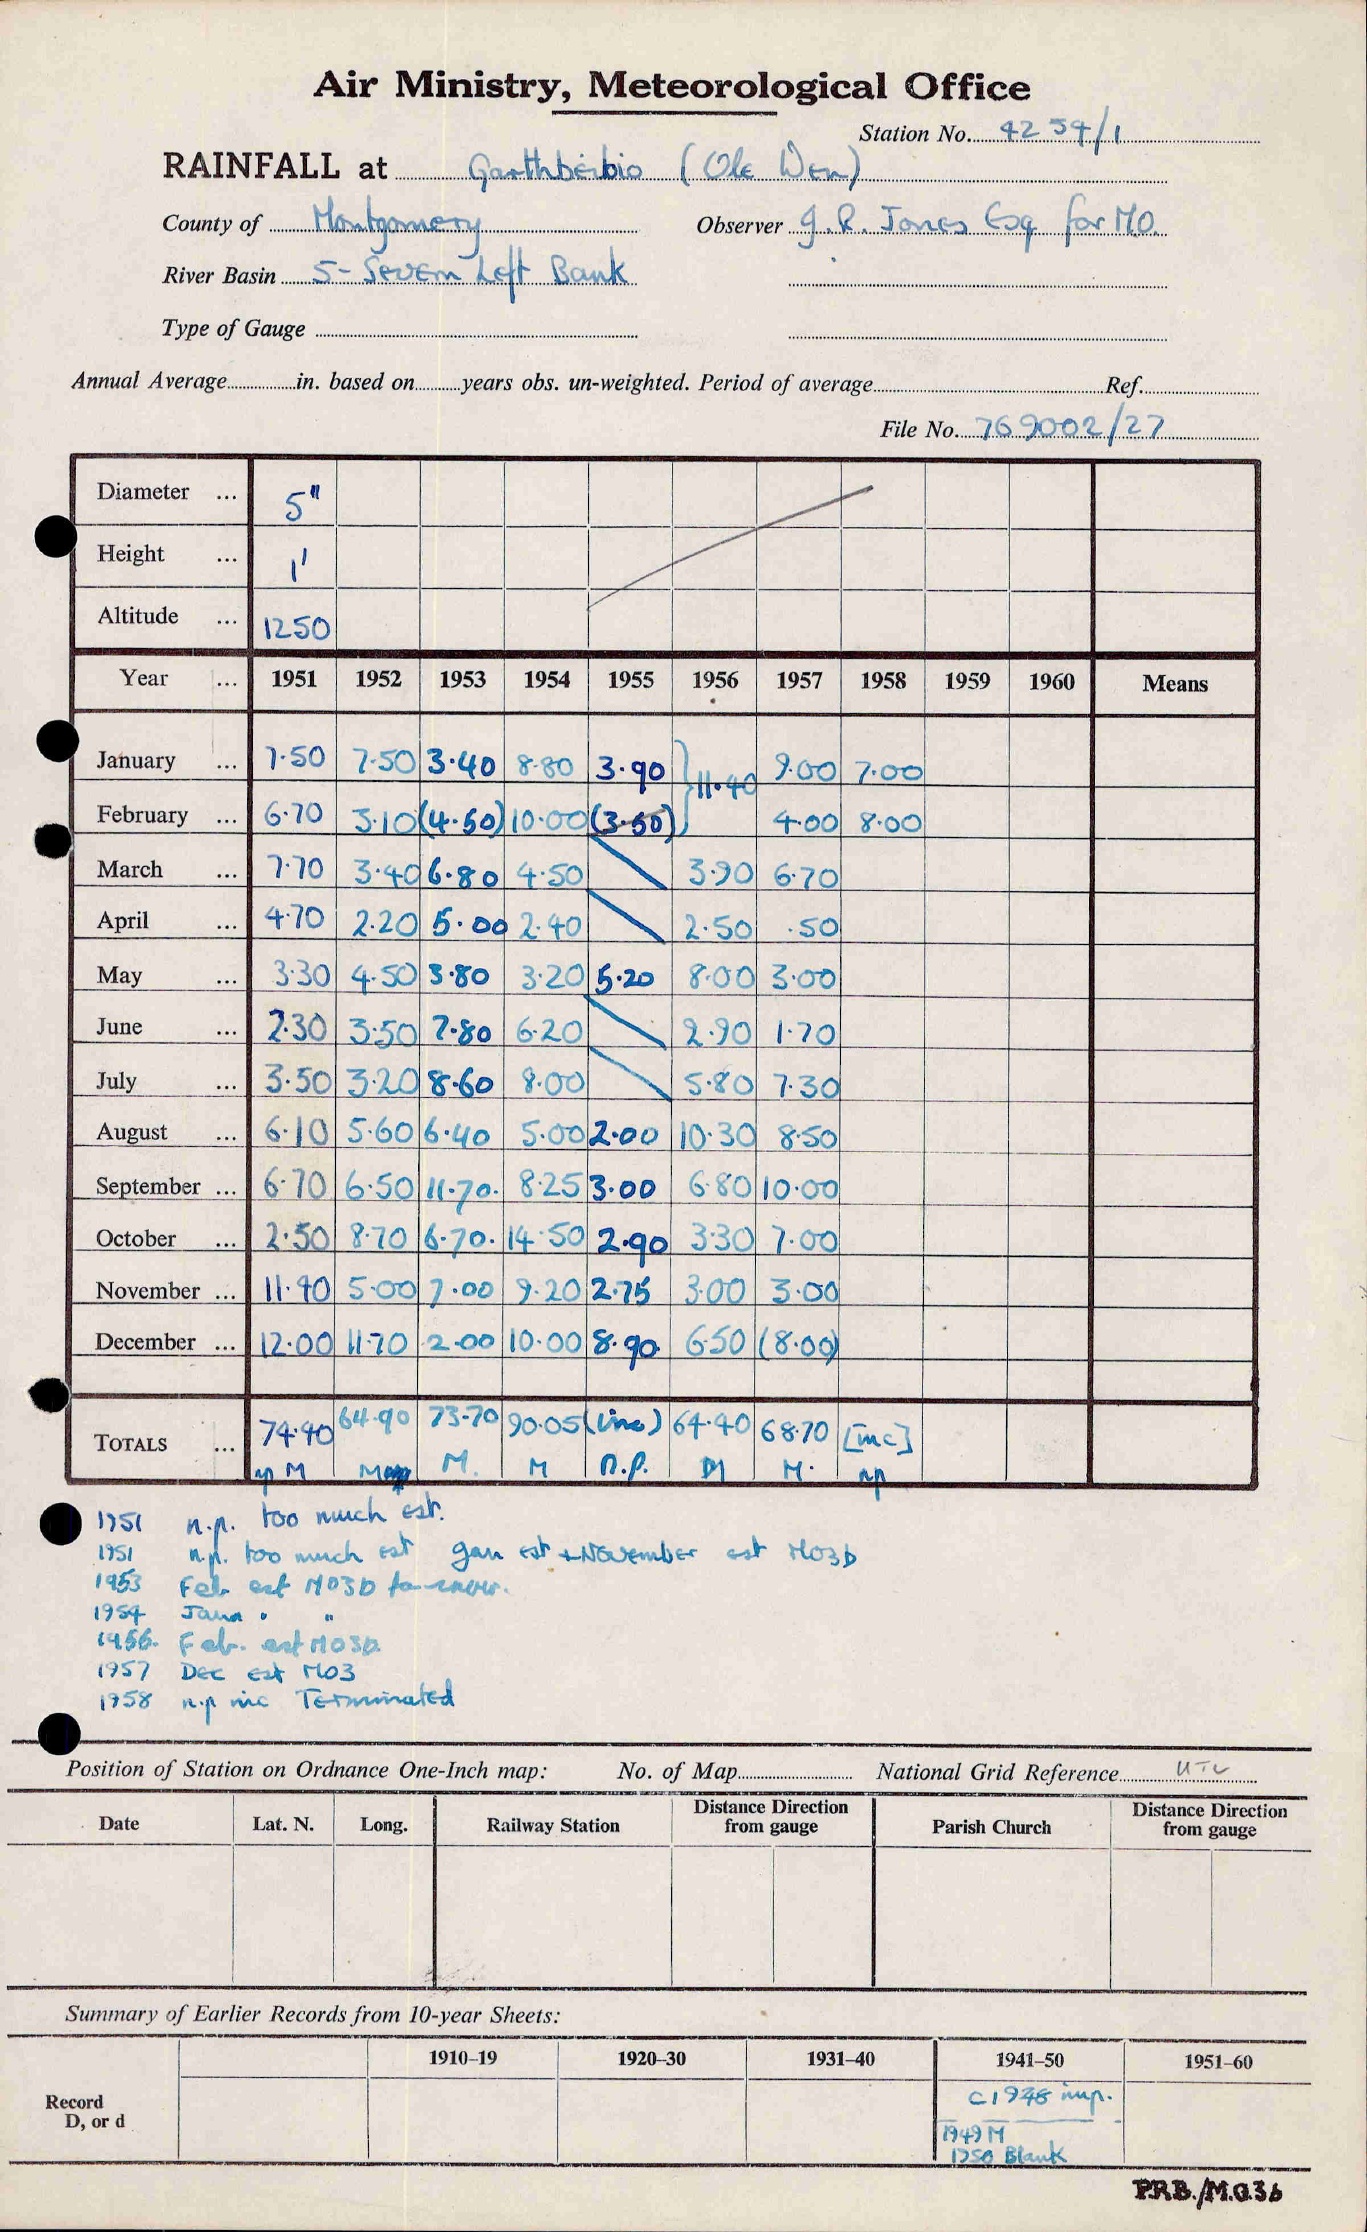 Air Ministry, Meteorological Office
Station No. 4254/1
RAINFALL at Garthbeibio (Ole Wen)
County of Montgomery Observer J. R. Jones Esq for M.O.
River Basin 5 - Severn Left Bank
Type of Gauge
Annual Average in. based on years obs. un-weighted. Period of average Ref.
File No. 769002/27
Diameter ... 5"
Height ... 1'
Altitude ... 1250
Year ... 1951 1952 1953 1954 1955 1956 1957 1958 1959 1960 Means
January ... 7.50 7.50 3.40 8.80 3.90 } 11.40 9.00 7.00
February ... 6.70 3.10 (4.50) 10.00 (3.50) 4.00 8.00
March ... 7.70 3.40 6.80 4.50 3.90 6.70
April ... 4.70 2.20 5.00 2.40 2.50 .50
May ... 3.30 4.50 3.80 3.20 5.20 8.00 3.00
June ... 2.30 3.50 7.80 6.20 2.90 1.70
July ... 3.50 3.20 8.60 8.00 5.80 7.30
August ... 6.10 5.60 6.40 5.00 2.00 10.30 8.50
September ... 6.70 6.50 11.70. 8.25 3.00 6.80 10.00
October ... 2.50 8.70 6.70. 14.50 2.90 3.30 7.00
November ... 11.90 5.00 7.00 9.20 2.75 3.00 3.00
December ... 12.00 11.70 2.00 10.00 8.90 6.50 (8.00)
TOTALS ... 74.90 64.90 73.70 90.05 (inc) 64.40 68.70 [inc]
np M M M. M n.p. M M. np
1951 n.p. too much est.
1951 n.p. too much est Jan est + November est MO3b
1953 Feb est MO3b for snow.
1954 Jan " "
1956. Feb. est MO3b
1957 Dec est MO3
1958 n.p inc Terminated
Position of Station on Ordnance One-Inch map: No. of Map National Grid Reference
Date Lat. N. Long. Railway Station Distance Direction from gauge Parish Church Distance Direction from gauge
Summary of Earlier Records from 10-year Sheets:
1910–19 1920–30 1931–40 1941–50 1951–60
Record
D, or d
C 1948 imp.
1949 M
1950 Blank
P.R.B./M.O.3b